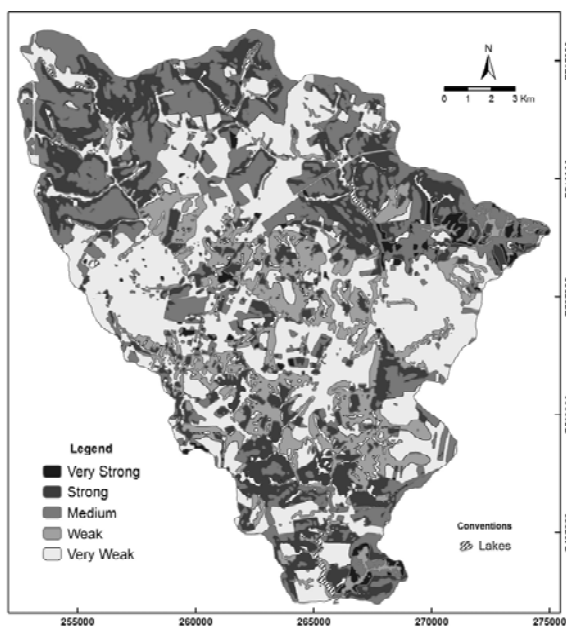 N
0 1 2 3 Km
Legend
Very Strong
Strong
Medium
Weak
Very Weak
Conventions
Lakes
255000 260000 265000 270000 275000